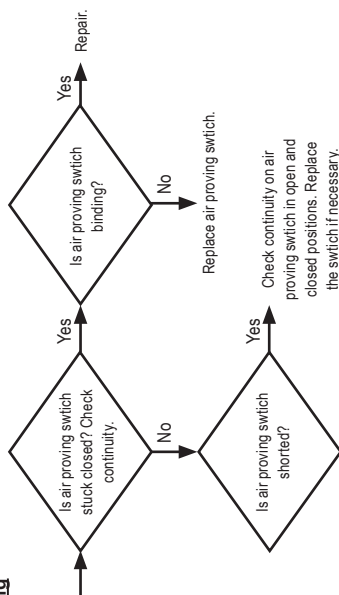 ng
Is air proving swtich
stuck closed? Check
continuity.
Yes
Is air proving swtich
binding?
Yes
Repair.
No
Replace air proving swtich.
No
Is air proving swtich
shorted?
Yes
Check continuity on air
proving swtich in open and
closed positions. Replace
the swtich if necessary.